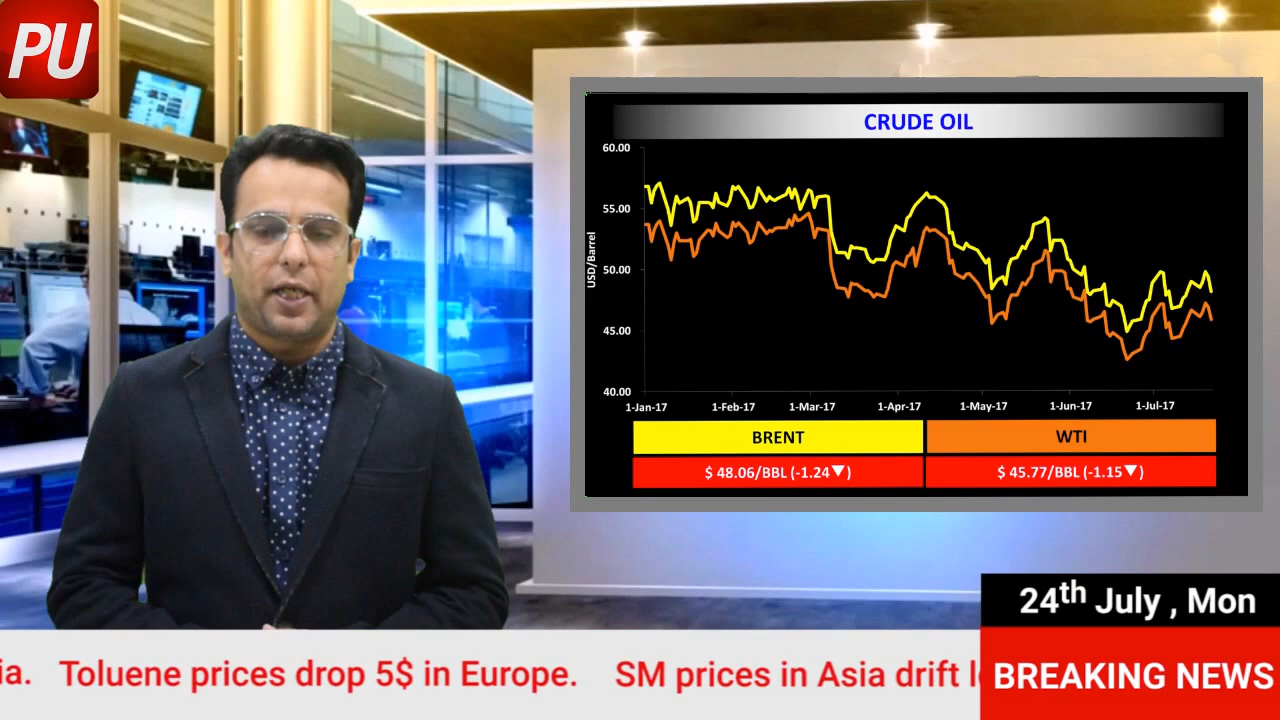 PU
CRUDE OIL
60.00
55.00
50.00
45.00
40.00
USD/Barrel
1-Jan-17 1-Feb-17 1-Mar-17 1-Apr-17 1-May-17 1-Jun-17 1-Jul-17
BRENT WTI
$ 48.06/BBL (-1.24▼) $ 45.77/BBL (-1.15▼)
24th July , Mon
ia. Toluene prices drop 5$ in Europe. SM prices in Asia drift l
BREAKING NEWS